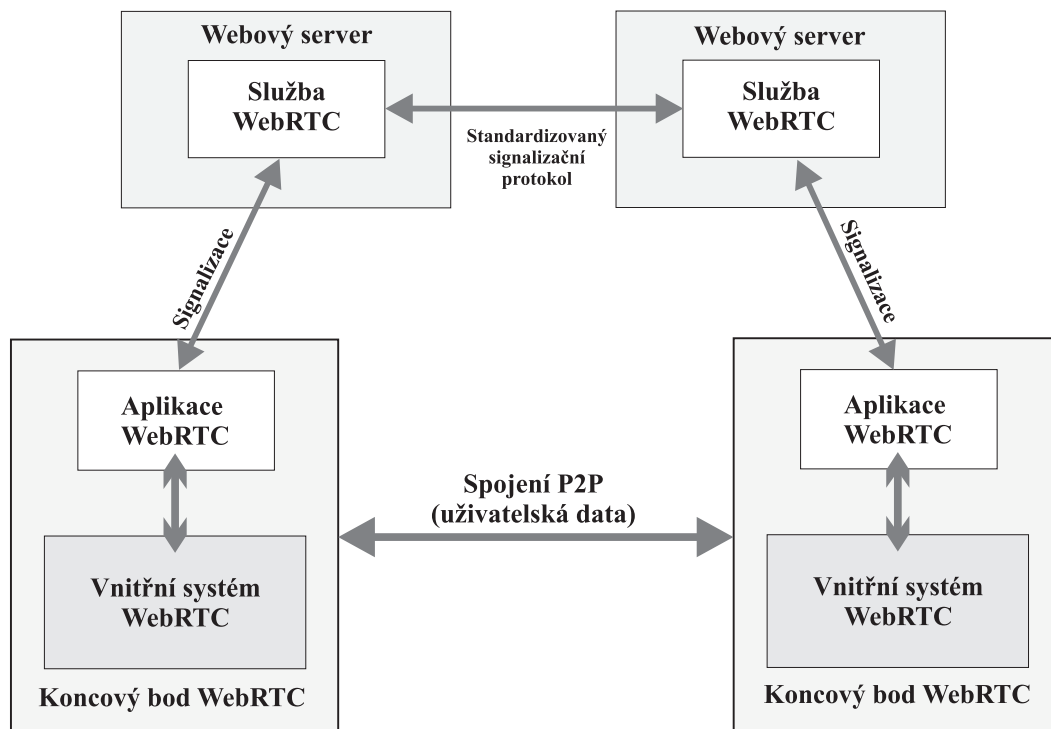 Webový server
Služba
WebRTC
Webový server
Služba
WebRTC
Standardizovaný
signalizační
protokol
Signalizace
Signalizace
Aplikace
WebRTC
Vnitřní systém
WebRTC
Koncový bod WebRTC
Spojení P2P
(uživatelská data)
Aplikace
WebRTC
Vnitřní systém
WebRTC
Koncový bod WebRTC